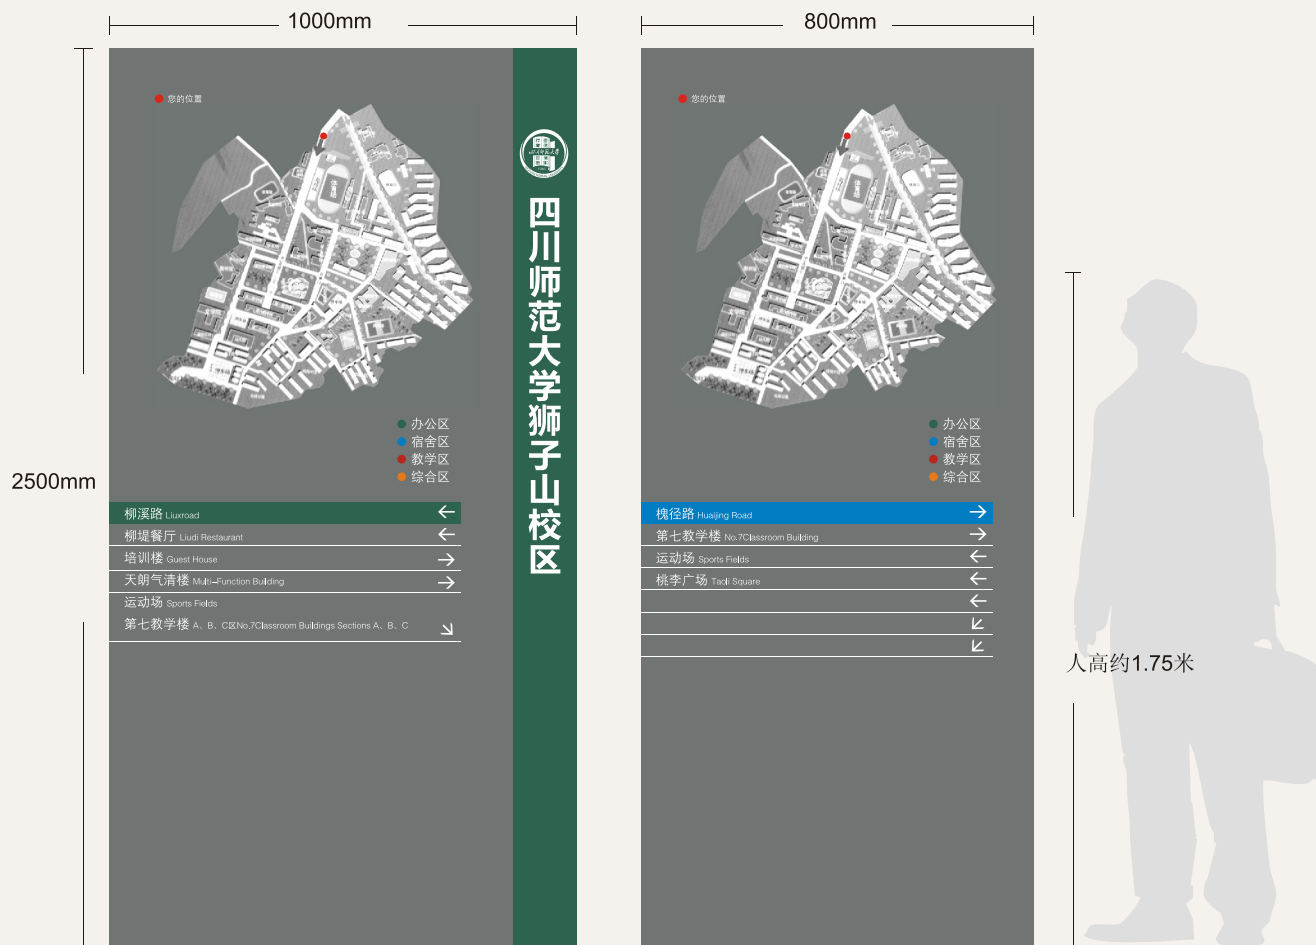 1000mm
800mm
您的位置
您的位置
体育场
体育场
四川师范大学狮子山校区
办公区
宿舍区
教学区
综合区
办公区
宿舍区
教学区
综合区
2500mm
柳溪路 Liuxroad
柳堤餐厅 Liudi Restaurant
培训楼 Guest House
天朗气清楼 Multi-Function Building
运动场 Sports Fields
第七教学楼 A、B、C区No.7Classroom Buildings Sections A、B、C
槐径路 Huaijing Road
第七教学楼 No.7Classroom Building
运动场 Sports Fields
桃李广场 Taoli Square
人高约1.75米